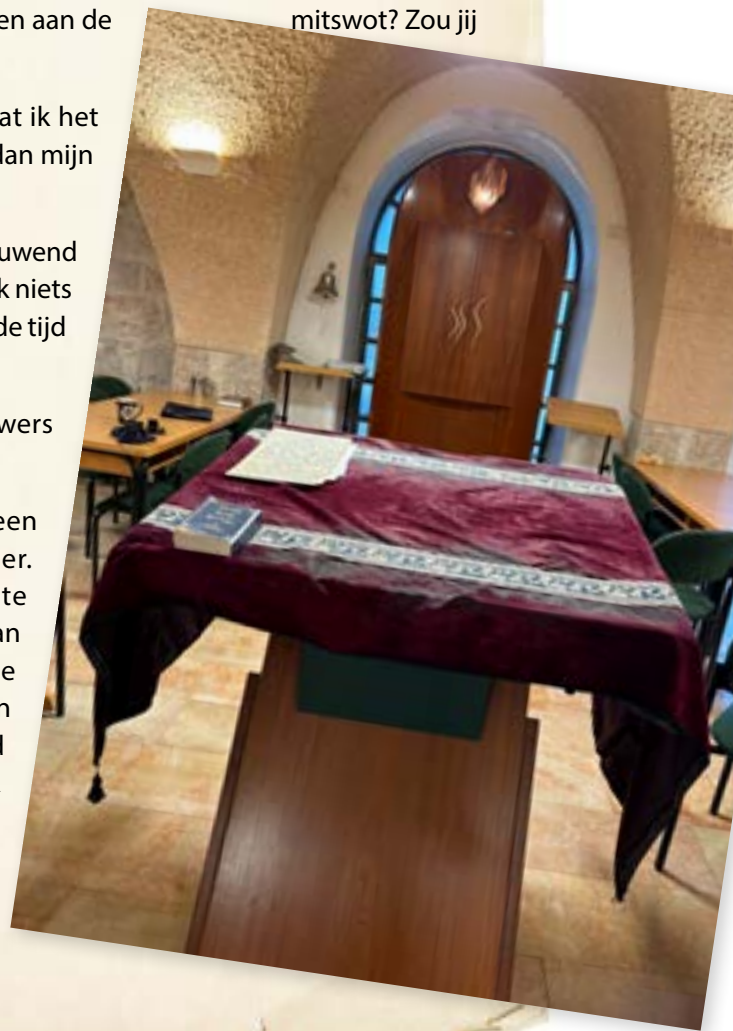 en aan de
at ik het
dan mijn
uwend
k niets
de tijd
wers
een
er.
te
an
e
n
mitswot? Zou jij